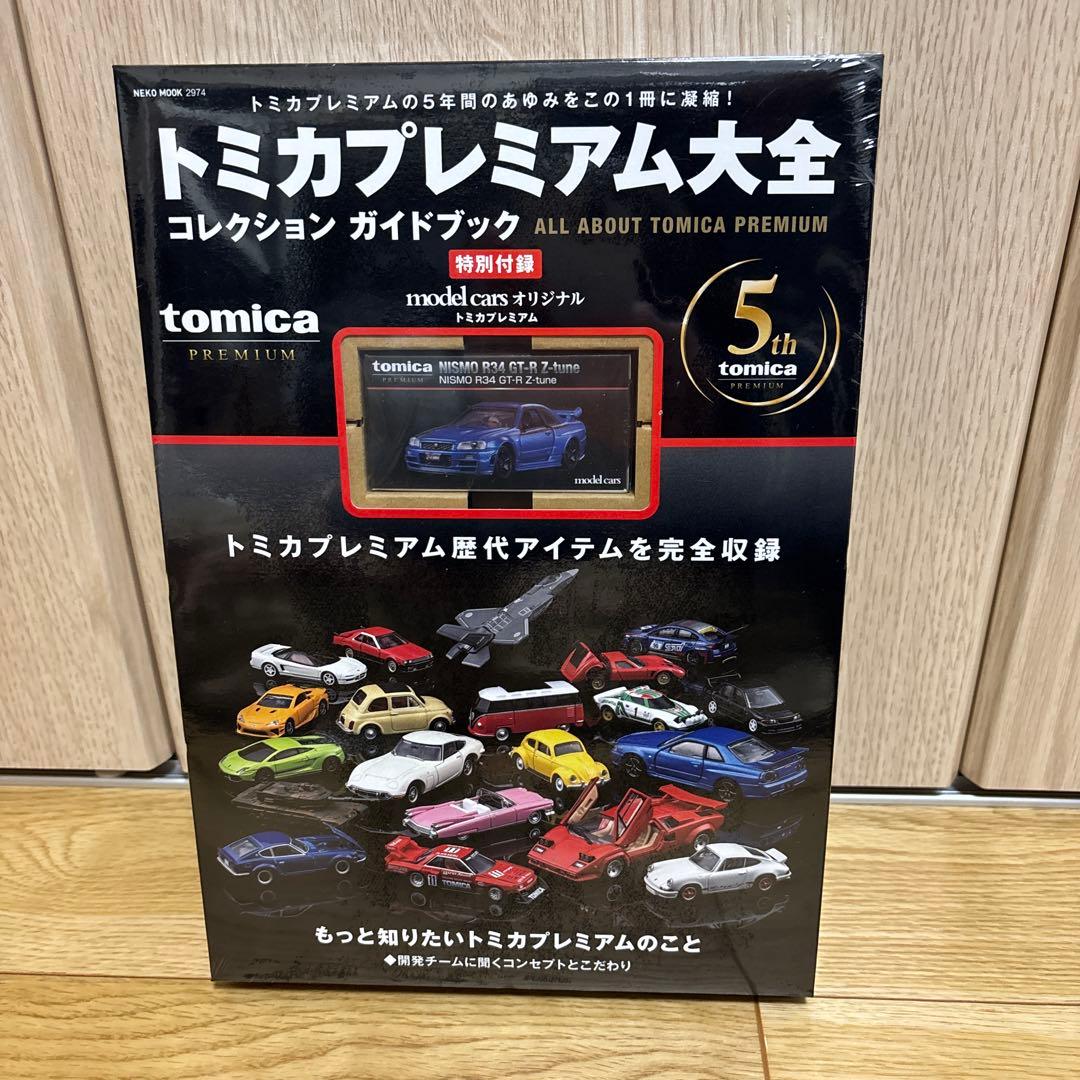 NEKO MOOK 2974
トミカプレミアムの5年間のあゆみをこの1冊に凝縮！
トミカプレミアム大全
コレクション ガイドブック ALL ABOUT TOMICA PREMIUM
特別付録
model cars オリジナル
トミカプレミアム
tomica
PREMIUM
5th
tomica
PREMIUM
tomica
PREMIUM
NISMO R34 GT-R Z-tune
NISMO R34 GT-R Z-tune
model cars
トミカプレミアム歴代アイテムを完全収録
1
TOMICA
TOMICA
もっと知りたいトミカプレミアムのこと
◆開発チームに聞くコンセプトとこだわり